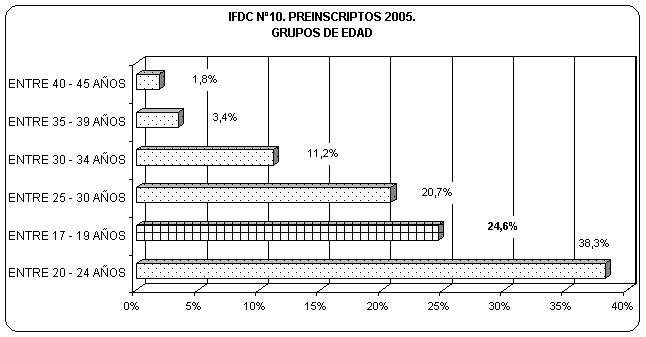 IFDC Nº10. PREINSCRIPTOS 2005.
GRUPOS DE EDAD
ENTRE 40 - 45 AÑOS
1,8%
ENTRE 35 - 39 AÑOS
3,4%
ENTRE 30 - 34 AÑOS
11,2%
ENTRE 25 - 30 AÑOS
20,7%
ENTRE 17 - 19 AÑOS
24,6%
ENTRE 20 - 24 AÑOS
38,3%
0% 5% 10% 15% 20% 25% 30% 35% 40%